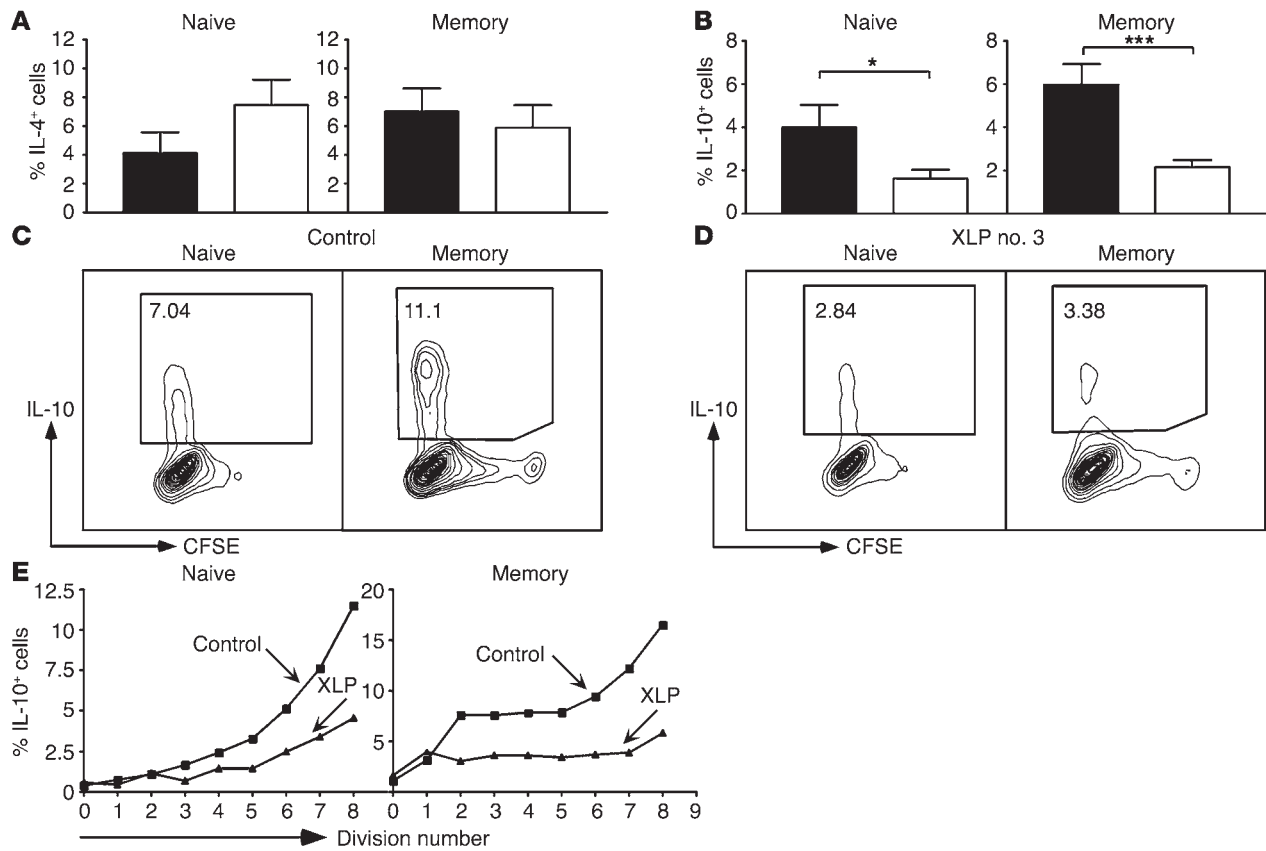 A
Naive
Memory
% IL-4⁺ cells
12
10
8
6
4
2
0
12
10
8
6
4
2
B
Naive
Memory
% IL-10⁺ cells
8
6
4
2
0
8
6
4
2
*
***
C
Control
Naive
Memory
7.04
11.1
IL-10
CFSE
D
XLP no. 3
Naive
Memory
2.84
3.38
IL-10
CFSE
E
Naive
Memory
% IL-10⁺ cells
12.5
10
7.5
5
2.5
0
Control
XLP
0 1 2 3 4 5 6 7 8
20
15
10
5
Control
XLP
0 1 2 3 4 5 6 7 8 9
Division number